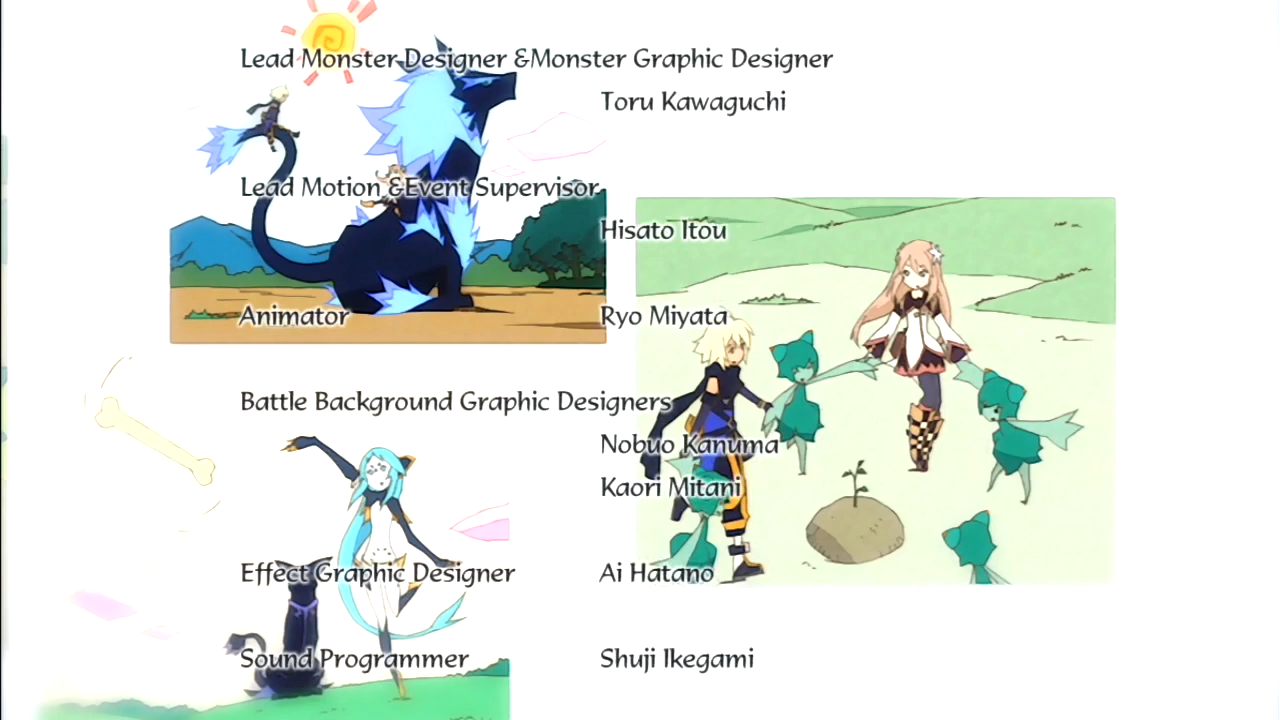 Lead Monster Designer &Monster Graphic Designer
Toru Kawaguchi
Lead Motion &Event Supervisor
Hisato Itou
Animator
Ryo Miyata
Battle Background Graphic Designers
Nobuo Kanuma
Kaori Mitani
Effect Graphic Designer
Ai Hatano
Sound Programmer
Shuji Ikegami